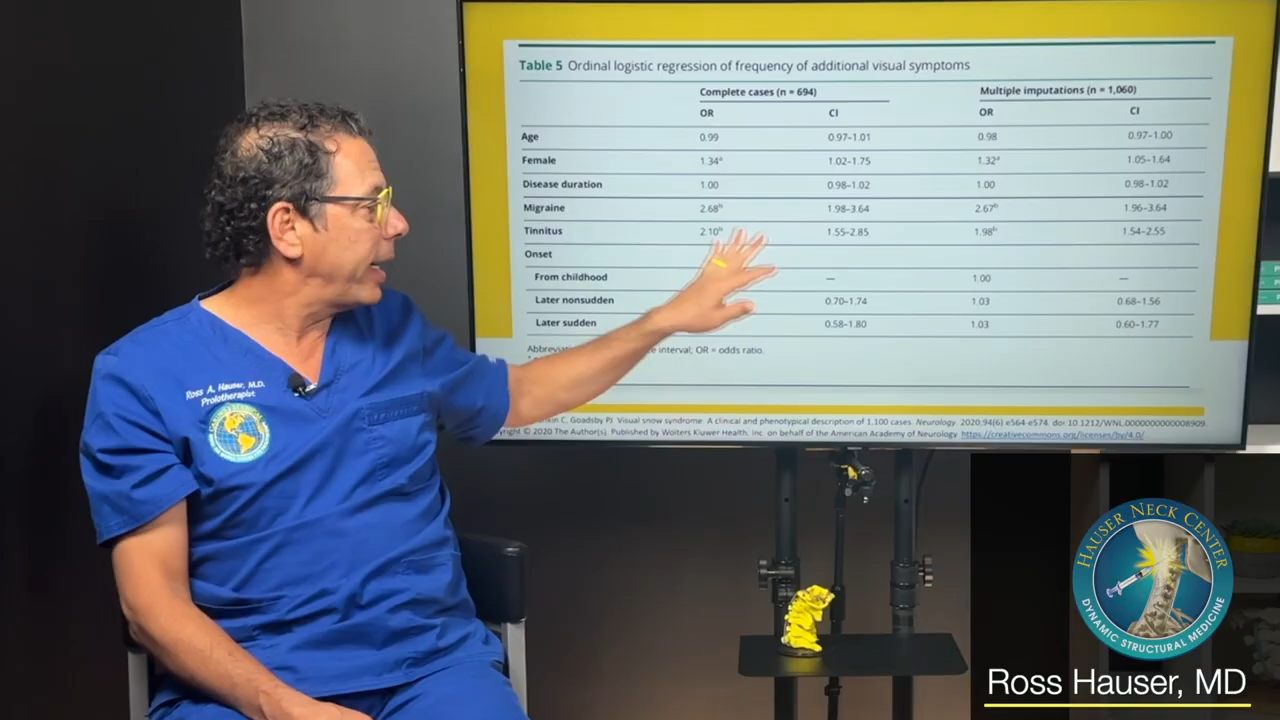 Table 5 Ordinal logistic regression of frequency of additional visual symptoms
Complete cases (n = 694) Multiple imputations (n = 1,060)
OR CI OR CI
Age 0.99 0.97–1.01 0.98 0.97–1.00
Female 1.34ᵃ 1.02–1.75 1.32ᵃ 1.05–1.64
Disease duration 1.00 0.98–1.02 1.00 0.98–1.02
Migraine 2.68ᵇ 1.98–3.64 2.67ᵇ 1.96–3.64
Tinnitus 2.10ᵇ 1.55–2.85 1.98ᵇ 1.54–2.55
Onset
From childhood — 1.00 —
Later nonsudden 0.70–1.74 1.03 0.68–1.56
Later sudden 0.58–1.80 1.03 0.60–1.77
interval; OR = odds ratio.
C, Goadsby PJ. Visual snow syndrome: A clinical and phenotypical description of 1,100 cases. Neurology. 2020;94(6):e564-e574. doi:10.1212/WNL.0000000000008909.
© 2020 The Author(s). Published by Wolters Kluwer Health, Inc. on behalf of the American Academy of Neurology. https://creativecommons.org/licenses/by/4.0/
Ross A. Hauser, M.D.
Prolotherapist
HAUSER NECK CENTER
DYNAMIC STRUCTURAL MEDICINE
Ross Hauser, MD